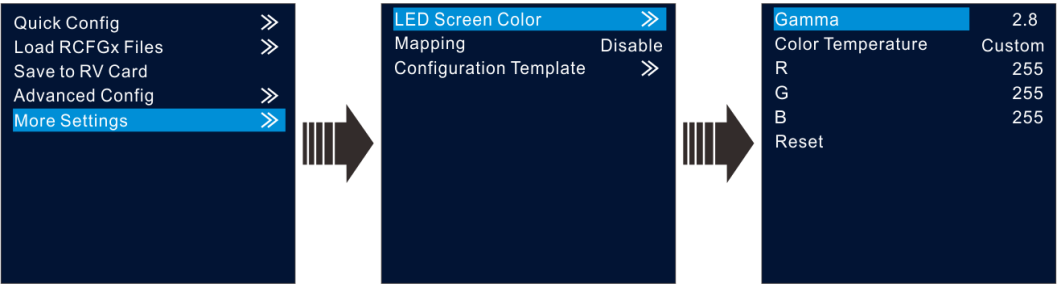 Quick Config
Load RCFGx Files
Save to RV Card
Advanced Config
More Settings
LED Screen Color
Mapping Disable
Configuration Template
Gamma 2.8
Color Temperature Custom
R 255
G 255
B 255
Reset